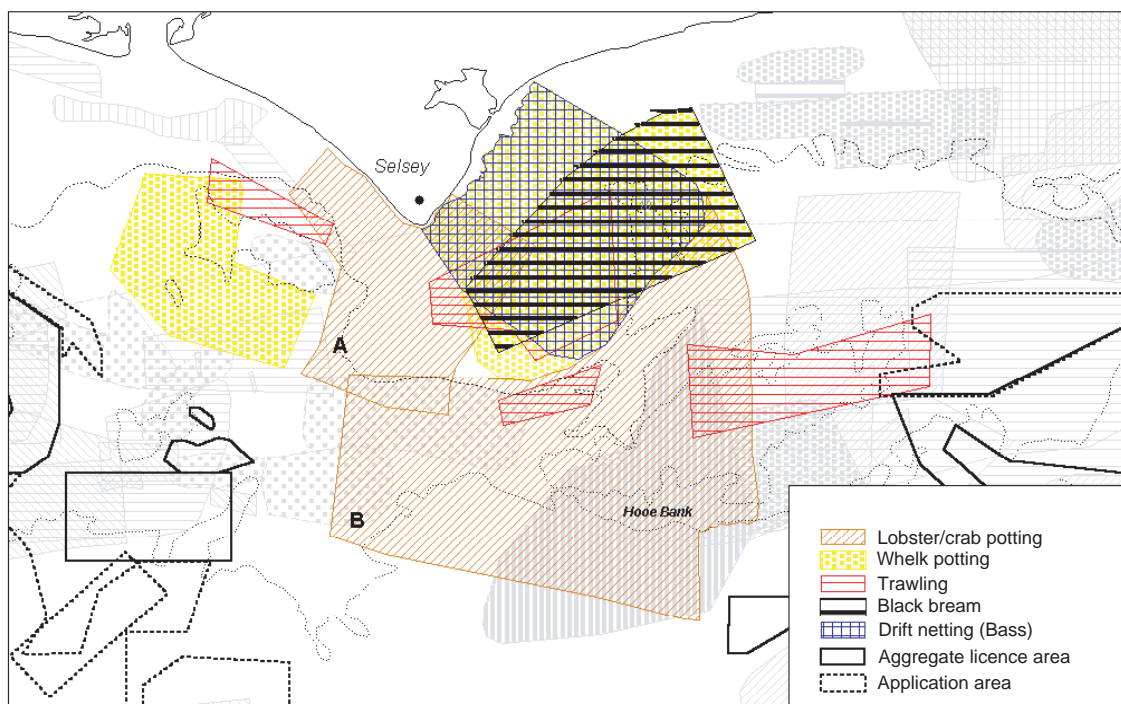 Selsey
A
B
Hooe Bank
Lobster/crab potting
Whelk potting
Trawling
Black bream
Drift netting (Bass)
Aggregate licence area
Application area